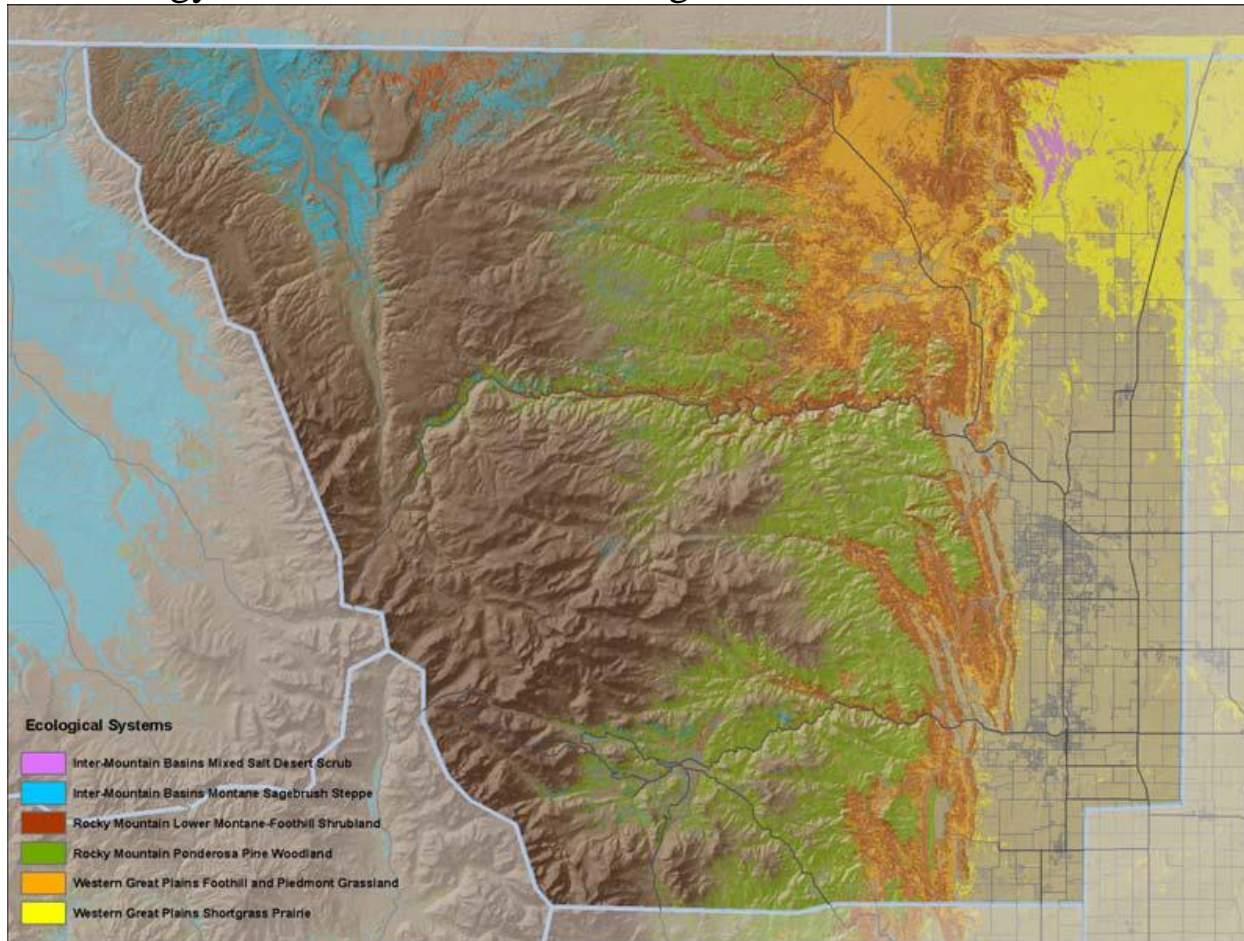 Ecological Systems
Inter-Mountain Basins Mixed Salt Desert Scrub
Inter-Mountain Basins Montane Sagebrush Steppe
Rocky Mountain Lower Montane-Foothill Shrubland
Rocky Mountain Ponderosa Pine Woodland
Western Great Plains Foothill and Piedmont Grassland
Western Great Plains Shortgrass Prairie